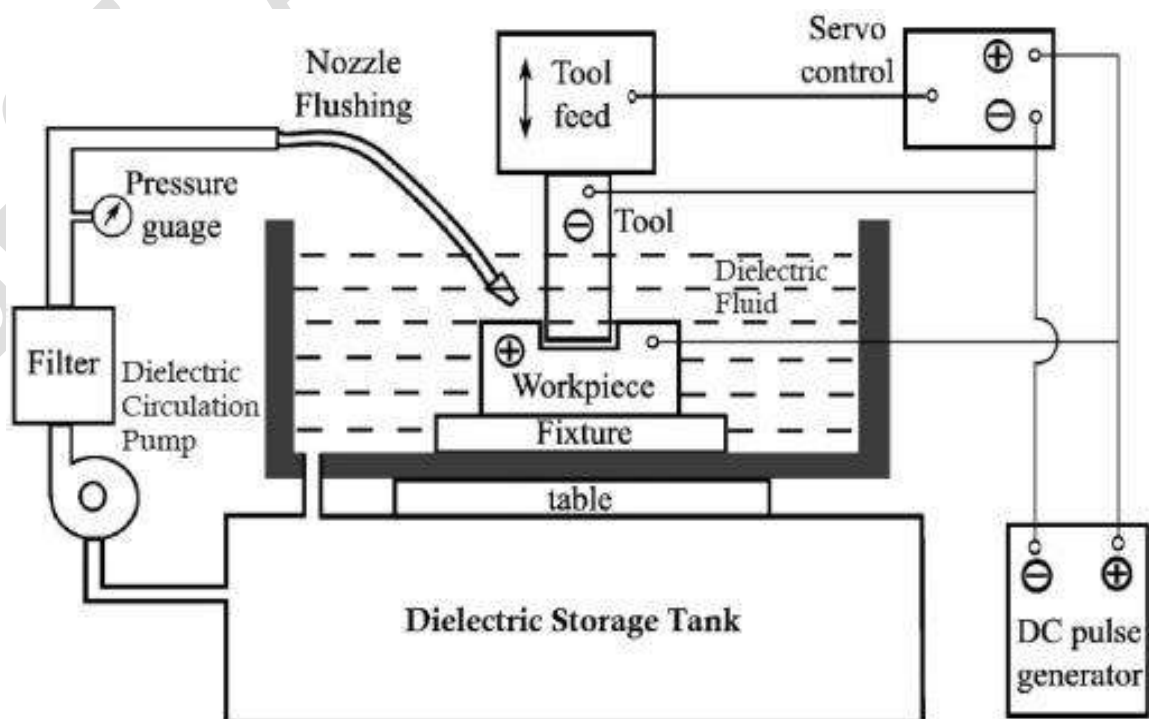 Nozzle
Flushing
Tool
feed
Servo
control
+
−
Pressure
guage
−
Tool
Dielectric
Fluid
Filter
Dielectric
Circulation
Pump
+
Workpiece
Fixture
table
Dielectric Storage Tank
− +
DC pulse
generator